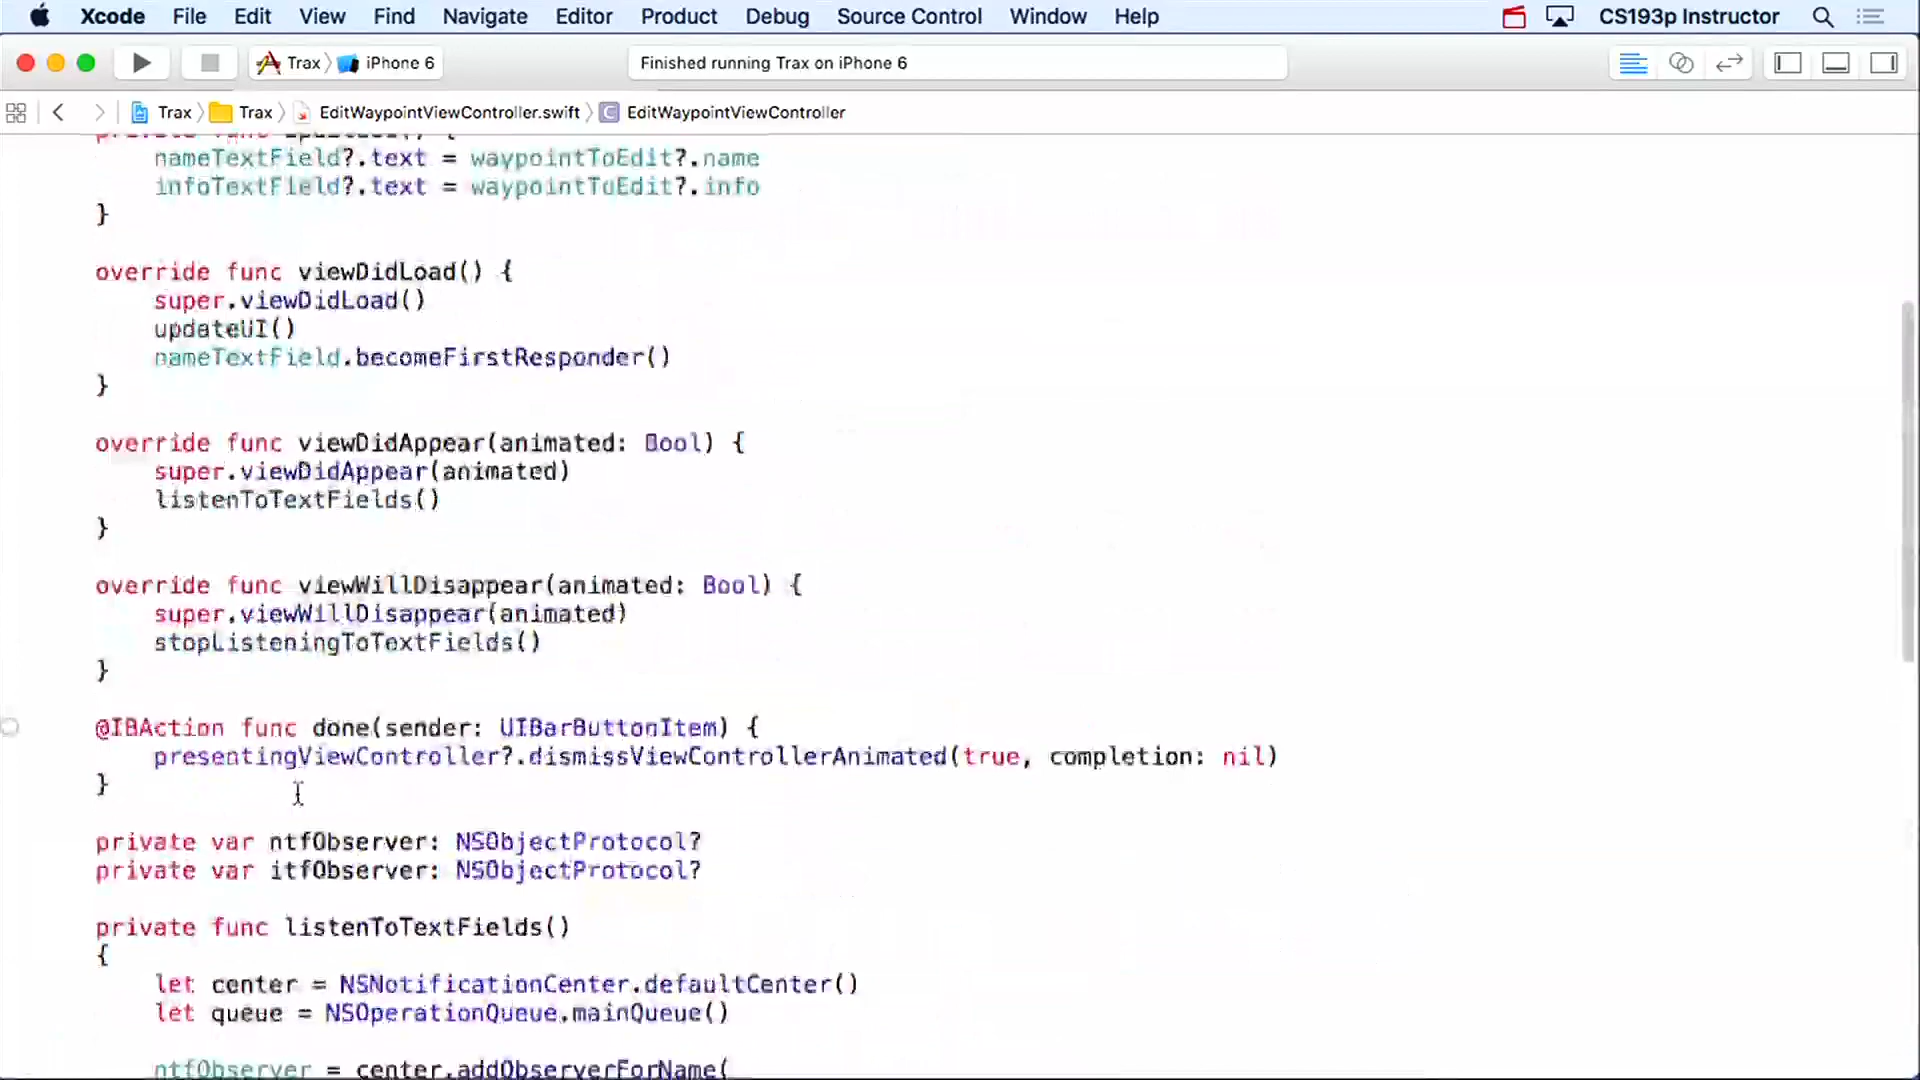 Xcode File Edit View Find Navigate Editor Product Debug Source Control Window Help CS193p Instructor
Trax iPhone 6 Finished running Trax on iPhone 6
Trax Trax EditWaypointViewController.swift C EditWaypointViewController
private func updateUI() {
nameTextField?.text = waypointToEdit?.name
infoTextField?.text = waypointToEdit?.info
}
override func viewDidLoad() {
super.viewDidLoad()
updateUI()
nameTextField.becomeFirstResponder()
}
override func viewDidAppear(animated: Bool) {
super.viewDidAppear(animated)
listenToTextFields()
}
override func viewWillDisappear(animated: Bool) {
super.viewWillDisappear(animated)
stopListeningToTextFields()
}
@IBAction func done(sender: UIBarButtonItem) {
presentingViewController?.dismissViewControllerAnimated(true, completion: nil)
}
private var ntfObserver: NSObjectProtocol?
private var itfObserver: NSObjectProtocol?
private func listenToTextFields()
{
let center = NSNotificationCenter.defaultCenter()
let queue = NSOperationQueue.mainQueue()
ntfObserver = center.addObserverForName(